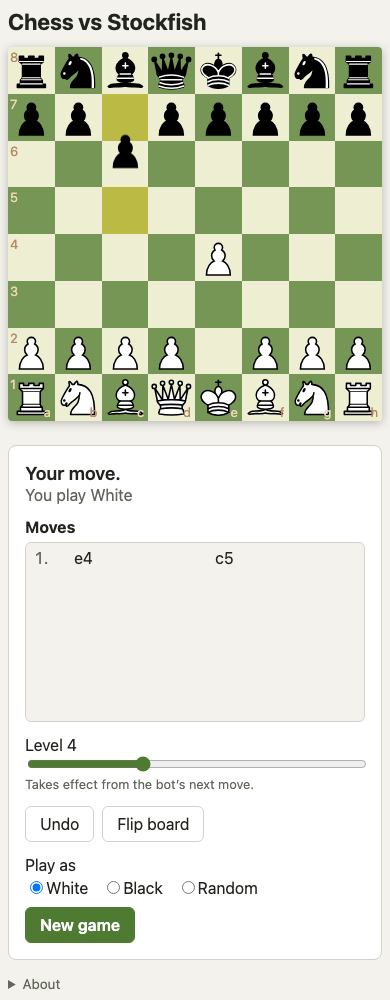 Chess vs Stockfish
8
7
6
5
4
3
2
1 a b c d e f g h
Your move.
You play White
Moves
1. e4 c5
Level 4
Takes effect from the bot's next move.
Undo Flip board
Play as
White Black Random
New game
About